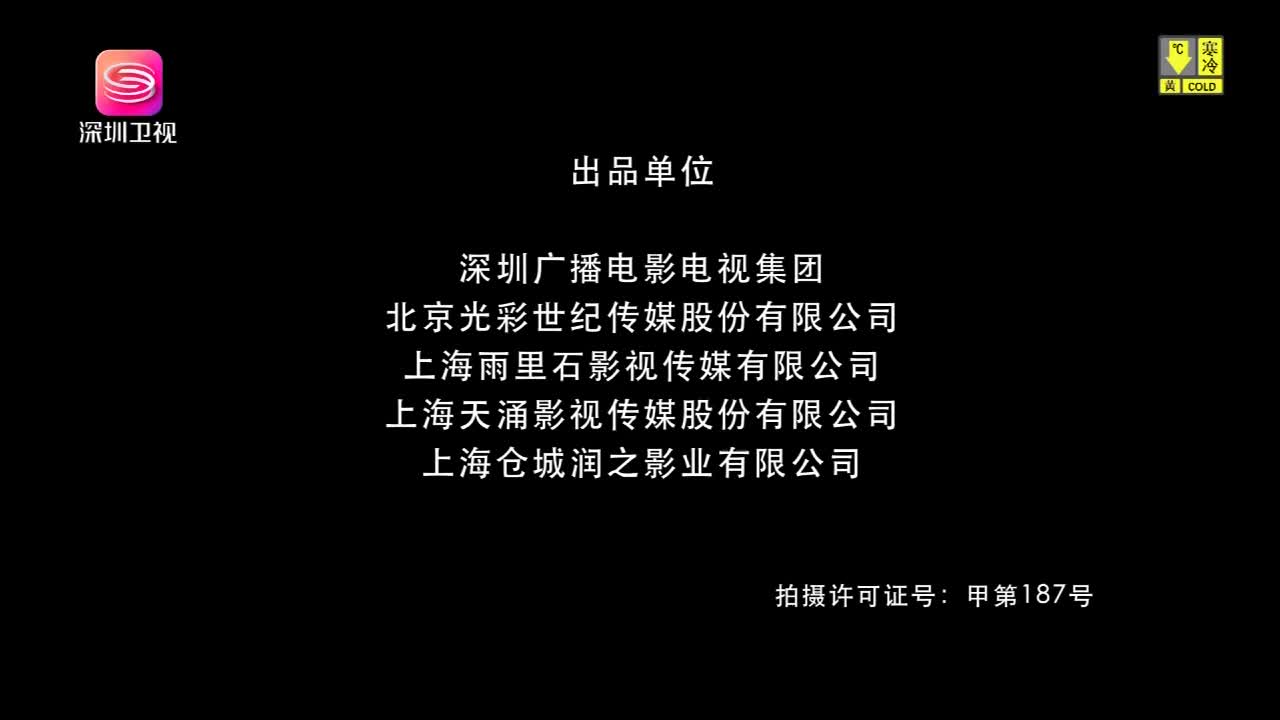 深圳卫视
℃
寒冷
黄
COLD
出品单位
深圳广播电影电视集团
北京光彩世纪传媒股份有限公司
上海雨里石影视传媒有限公司
上海天涌影视传媒股份有限公司
上海仓城润之影业有限公司
拍摄许可证号：甲第187号